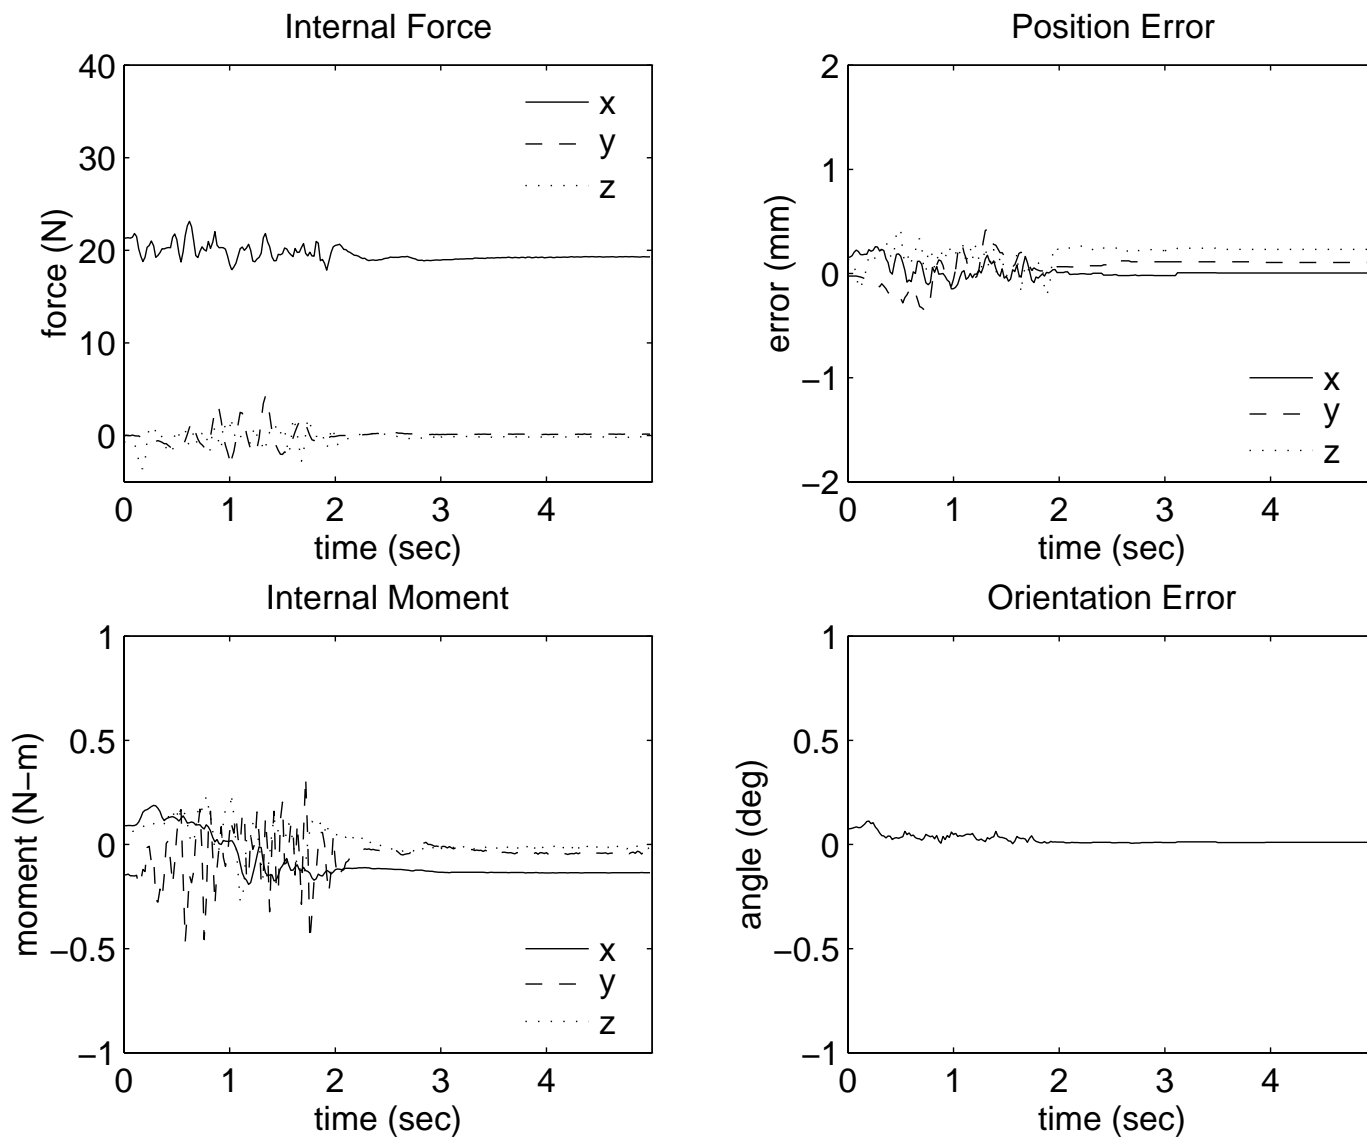 Internal Force
40
30
20
10
0
force (N)
x
y
z
0 1 2 3 4
time (sec)
Position Error
2
1
0
−1
−2
error (mm)
x
y
z
0 1 2 3 4
time (sec)
Internal Moment
1
0.5
0
−0.5
−1
moment (N−m)
x
y
z
0 1 2 3 4
time (sec)
Orientation Error
1
0.5
0
−0.5
−1
angle (deg)
0 1 2 3 4
time (sec)